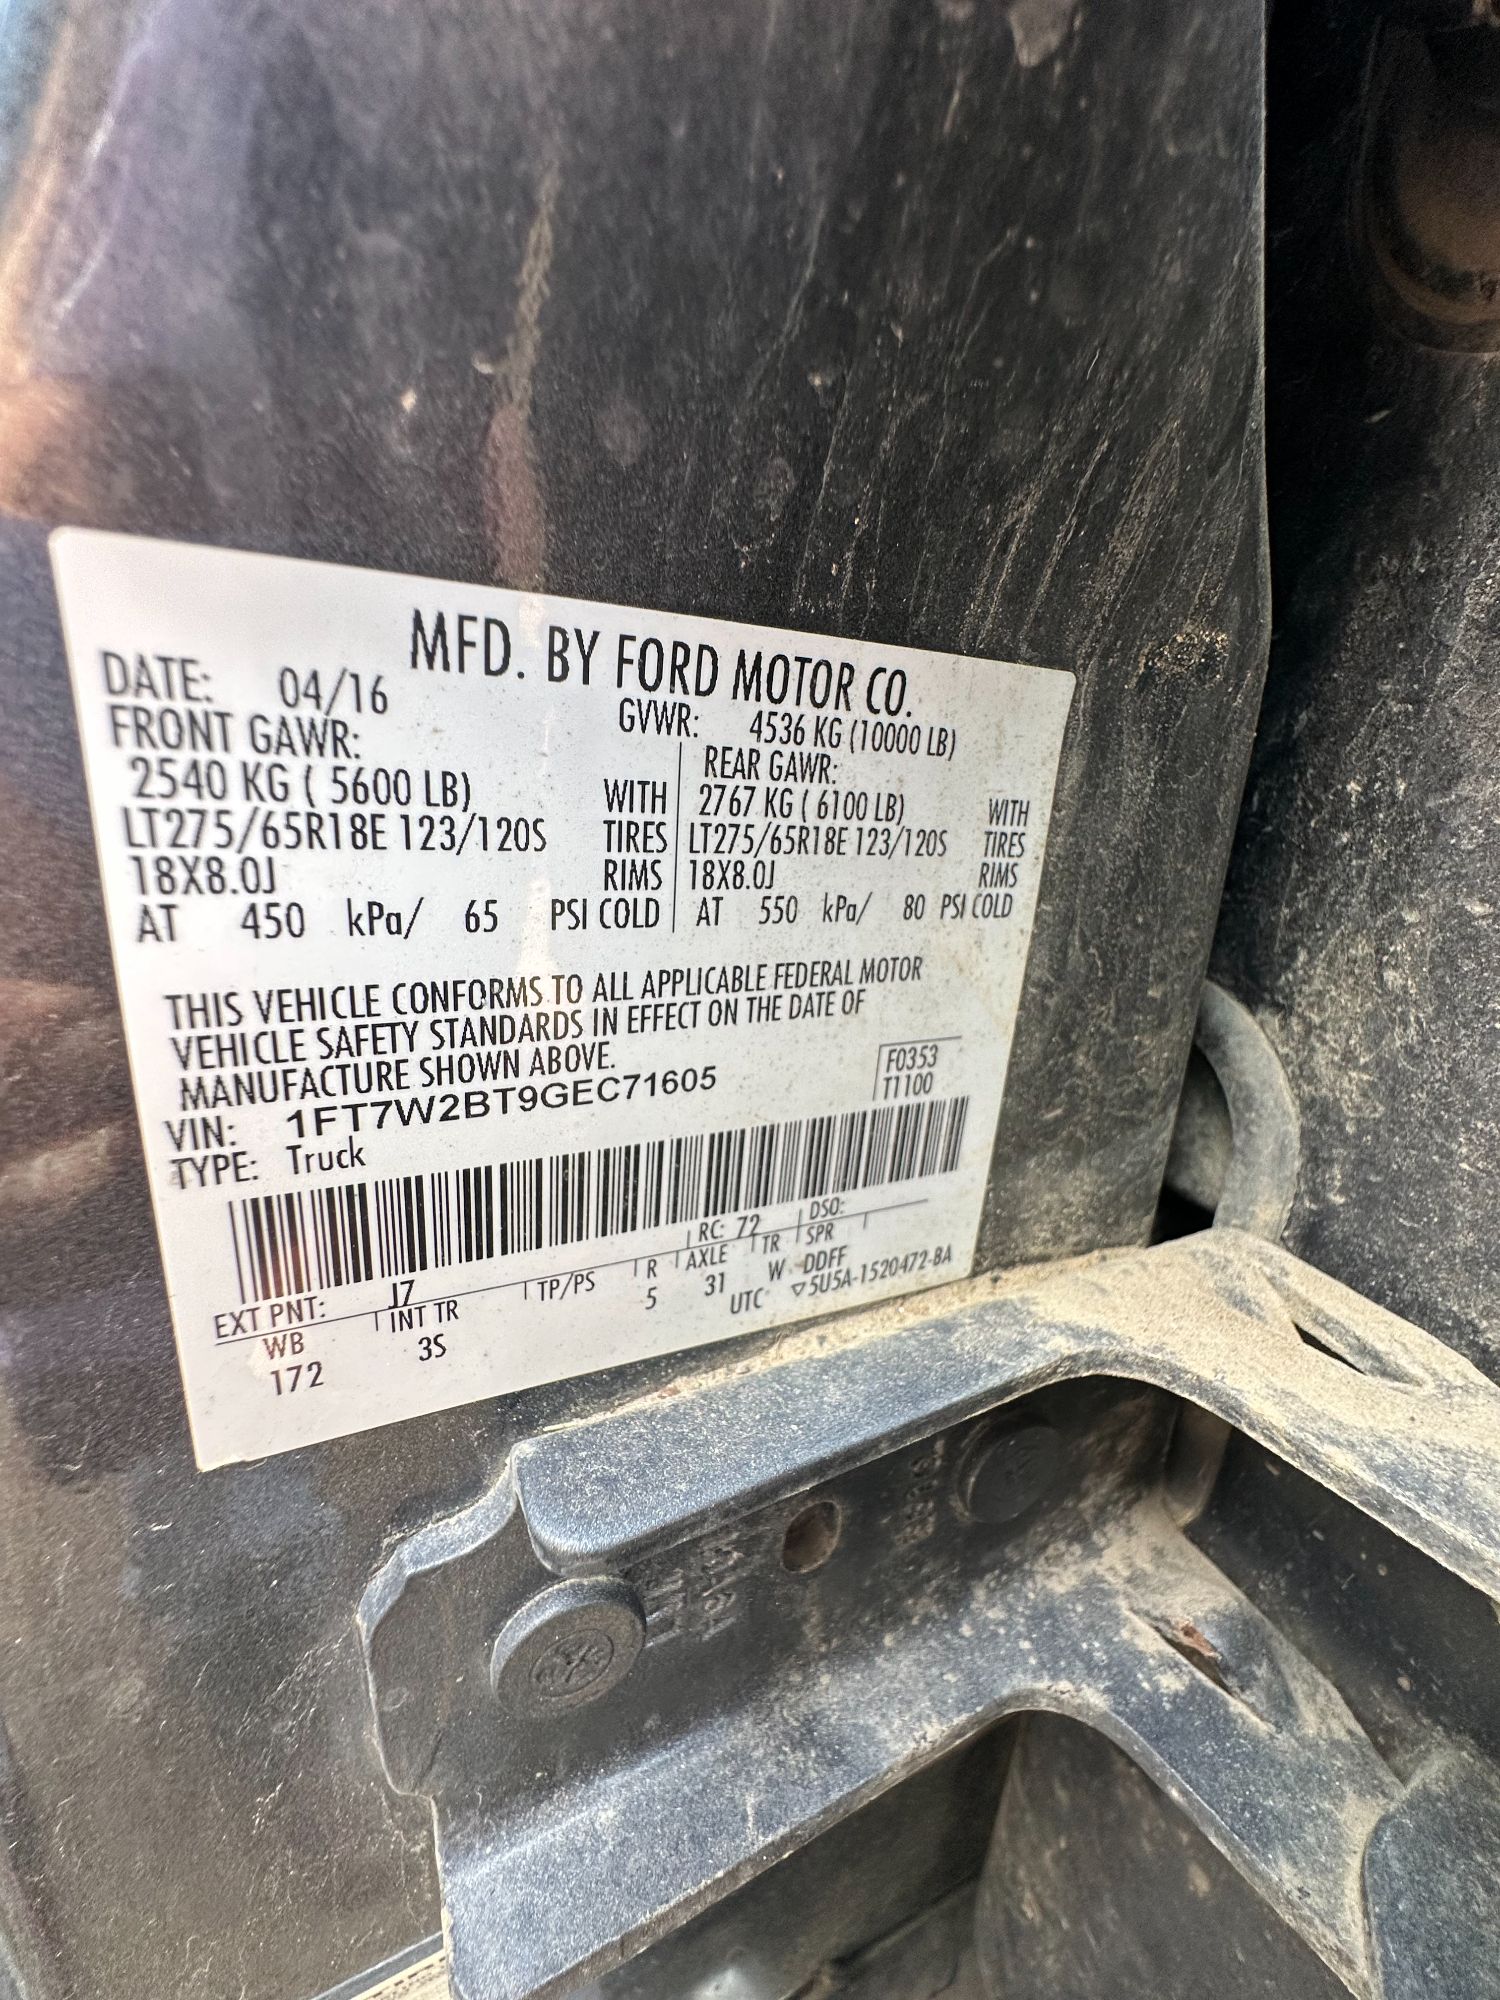 MFD. BY FORD MOTOR CO.
DATE: 04/16 GVWR: 4536 KG (10000 LB)
FRONT GAWR: REAR GAWR:
2540 KG ( 5600 LB) WITH 2767 KG ( 6100 LB) WITH
LT275/65R18E 123/120S TIRES LT275/65R18E 123/120S TIRES
18X8.0J RIMS 18X8.0J RIMS
AT 450 kPa/ 65 PSI COLD AT 550 kPa/ 80 PSI COLD
THIS VEHICLE CONFORMS TO ALL APPLICABLE FEDERAL MOTOR
VEHICLE SAFETY STANDARDS IN EFFECT ON THE DATE OF
MANUFACTURE SHOWN ABOVE.
VIN: 1FT7W2BT9GEC71605
F0353
T1100
TYPE: Truck
EXT PNT: J7 RC: 72 DSO:
WB INT TR TP/PS R AXLE TR SPR
172 3S 5 31 W DDFF
UTC ▽5U5A-1520472-BA